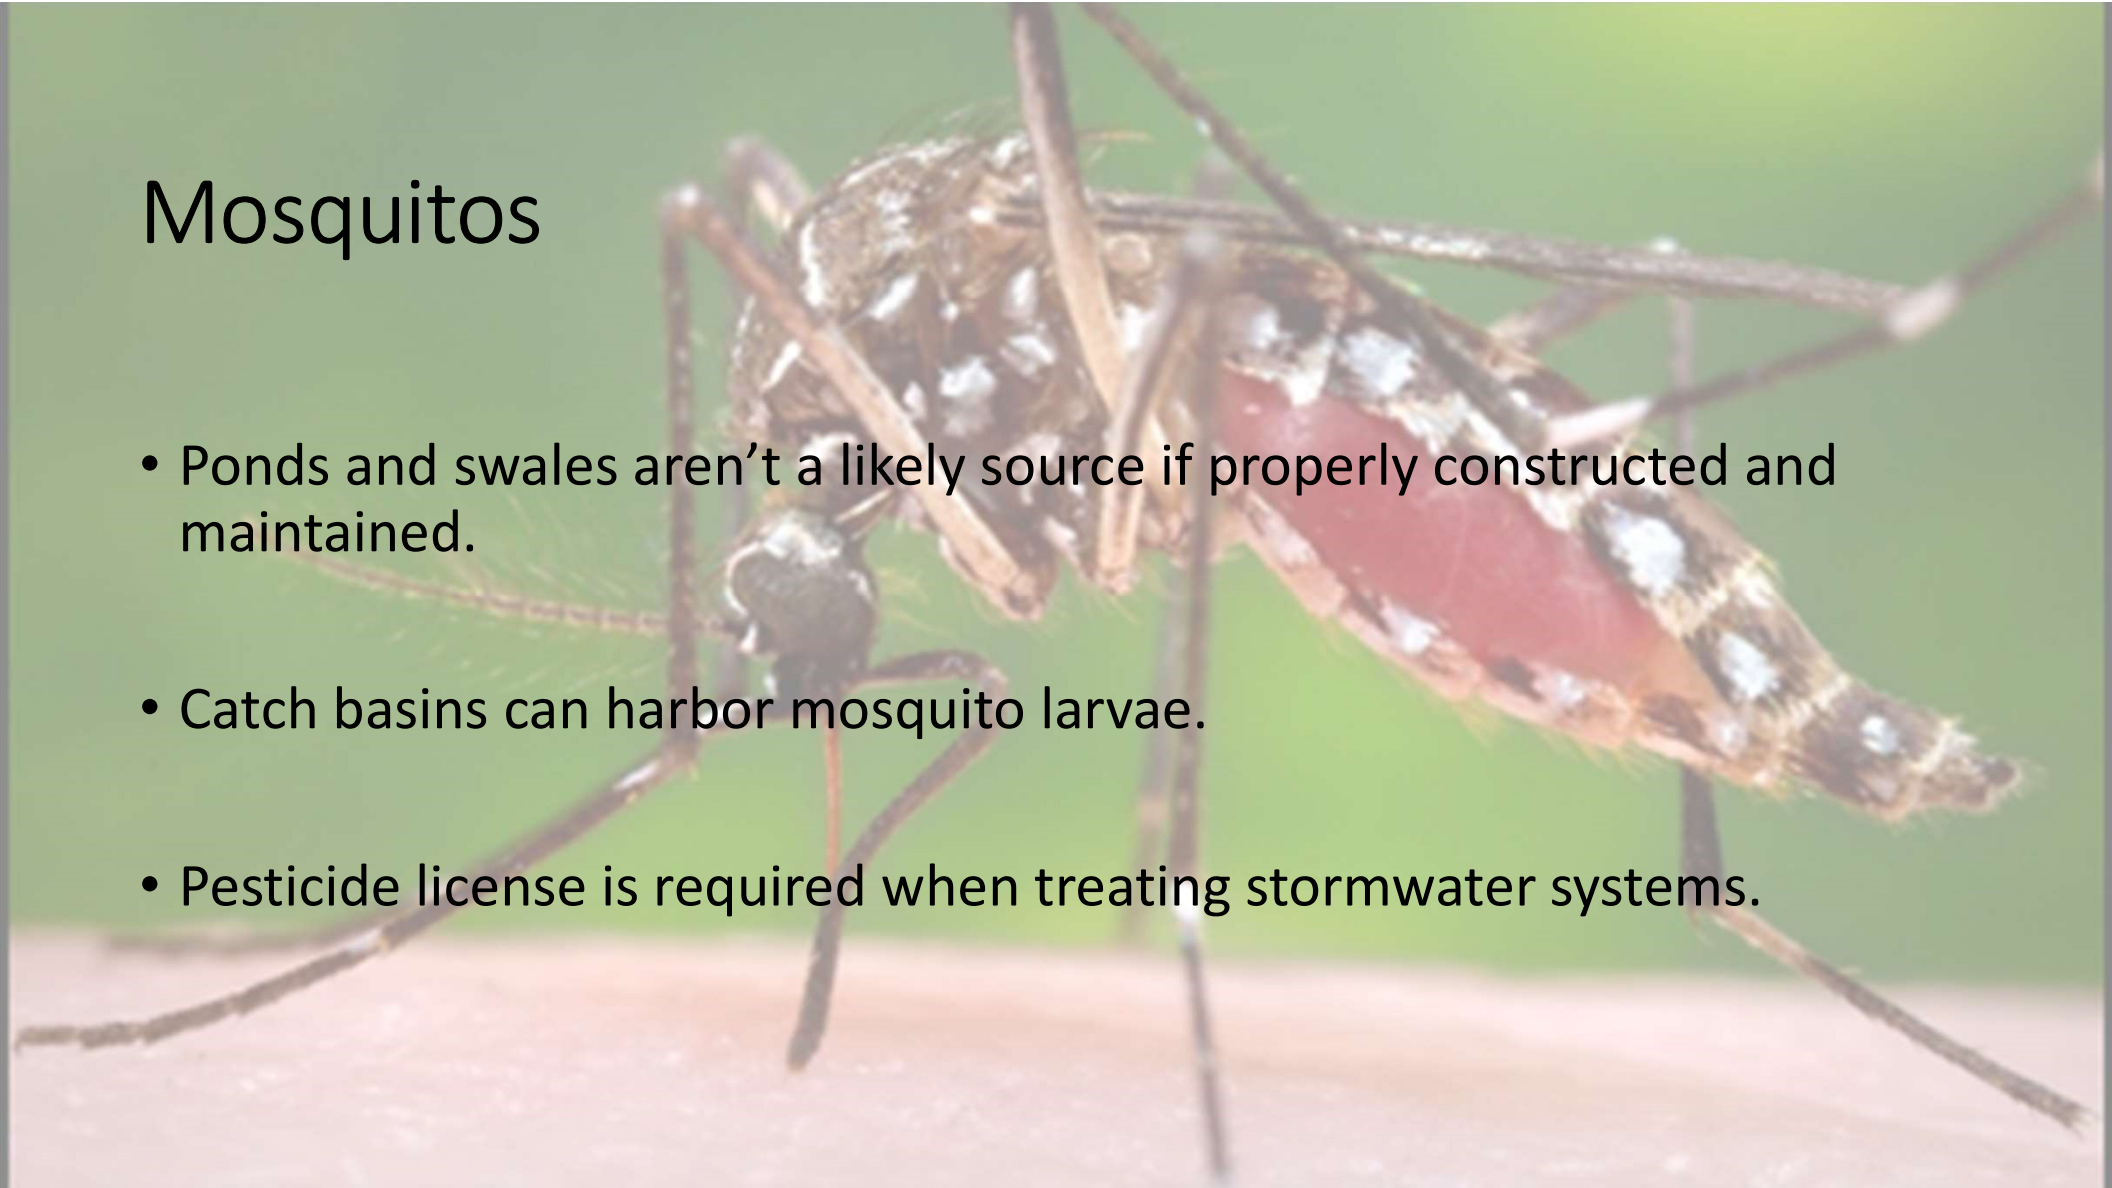 Mosquitos
• Ponds and swales aren’t a likely source if properly constructed and
maintained.
• Catch basins can harbor mosquito larvae.
• Pesticide license is required when treating stormwater systems.